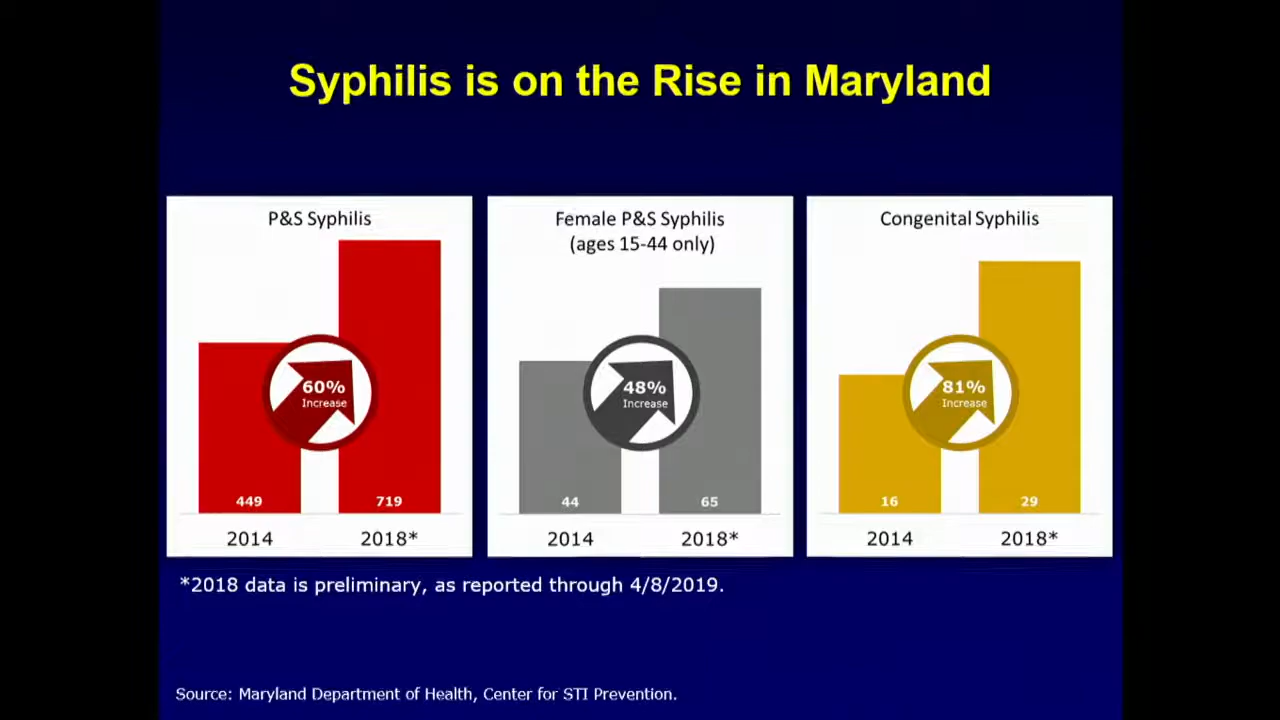 Syphilis is on the Rise in Maryland
P&S Syphilis
60%
Increase
449
719
2014
2018*
Female P&S Syphilis
(ages 15-44 only)
48%
Increase
44
65
2014
2018*
Congenital Syphilis
81%
Increase
16
29
2014
2018*
*2018 data is preliminary, as reported through 4/8/2019.
Source: Maryland Department of Health, Center for STI Prevention.